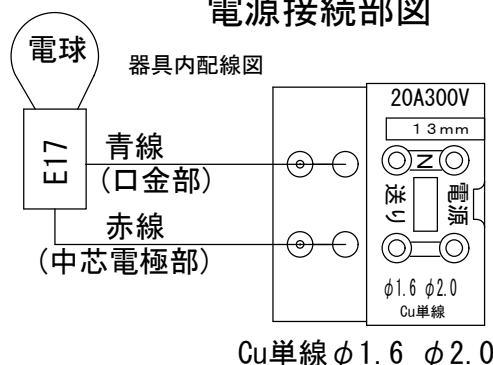 電源接続部図
電球
器具内配線図
20A300V
13mm
E17
青線
(口金部)
N
送り
電源
赤線
(中芯電極部)
φ1.6 φ2.0
Cu単線
Cu単線φ1.6 φ2.0